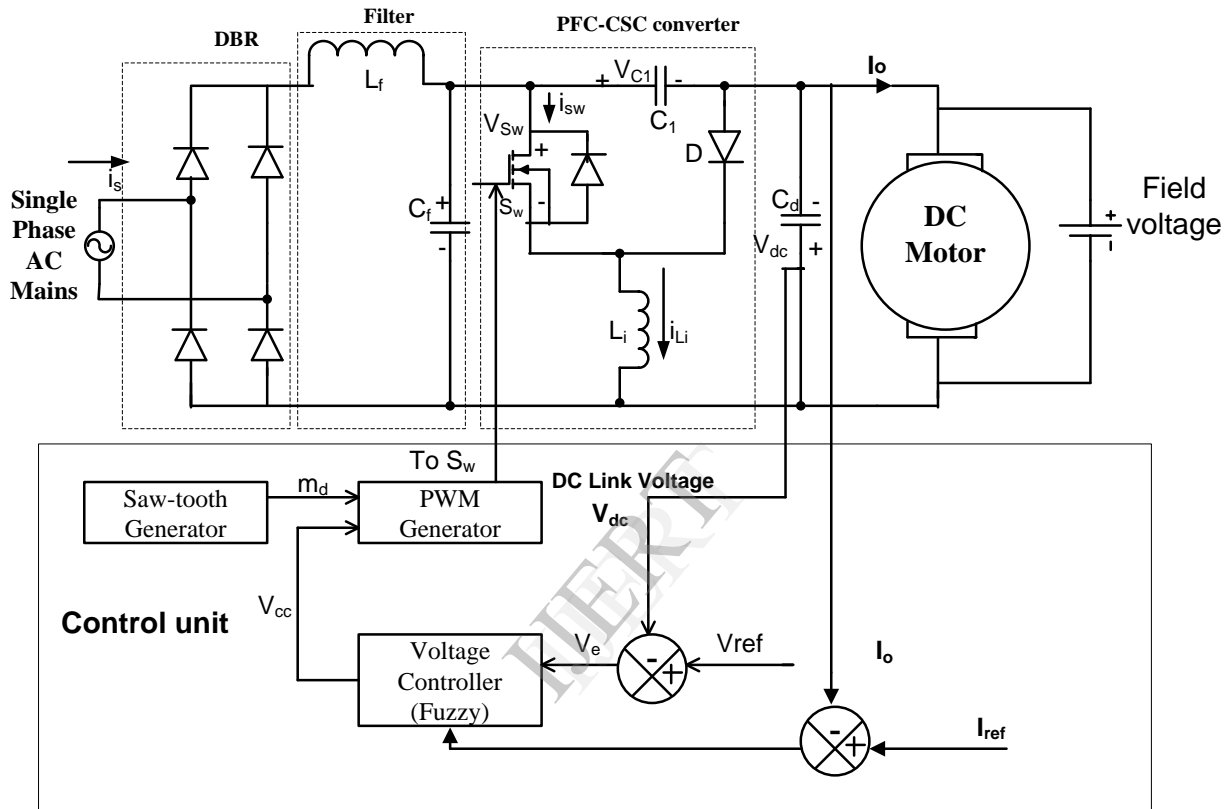 Filter
PFC-CSC converter
DBR
Lf
VC1
+
-
C1
Io
isw
VSw
+
-
Sw
D
is
Single
Phase
AC
Mains
Cf
+
-
Cd
-
+
Vdc
DC
Motor
Field
voltage
+
-
Li
iLi
To Sw
DC Link Voltage
Vdc
Saw-tooth
Generator
md
PWM
Generator
Vcc
Control unit
Voltage
Controller
(Fuzzy)
Ve
-
+
Vref
Io
-
+
Iref
IJERT